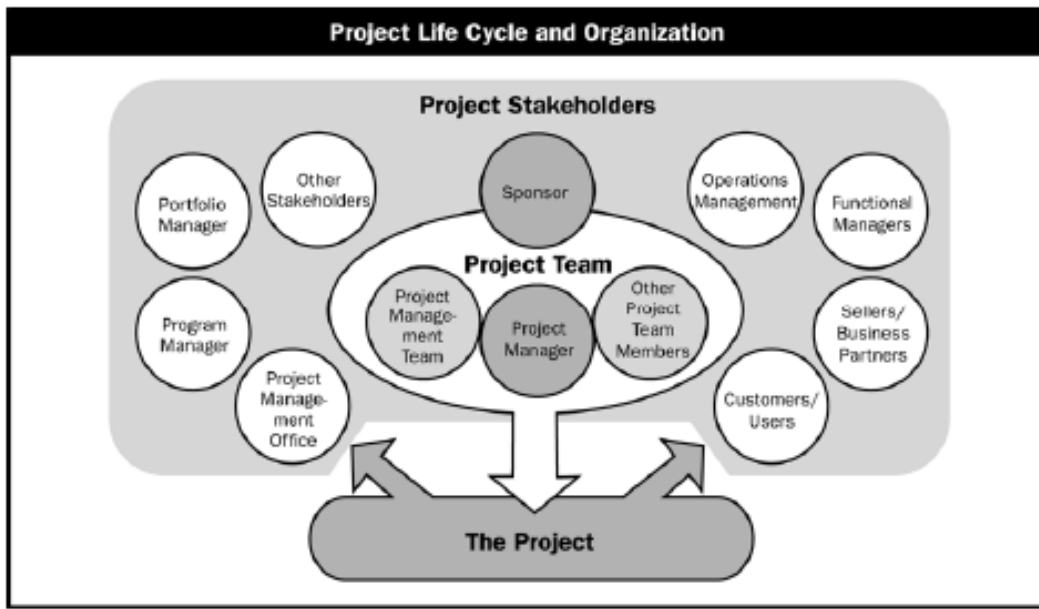 Project Life Cycle and Organization
Project Stakeholders
Portfolio
Manager
Other
Stakeholders
Sponsor
Operations
Management
Functional
Managers
Program
Manager
Project
Manage-
ment
Office
Project Team
Project
Manage-
ment
Team
Project
Manager
Other
Project
Team
Members
Sellers/
Business
Partners
Customers/
Users
The Project